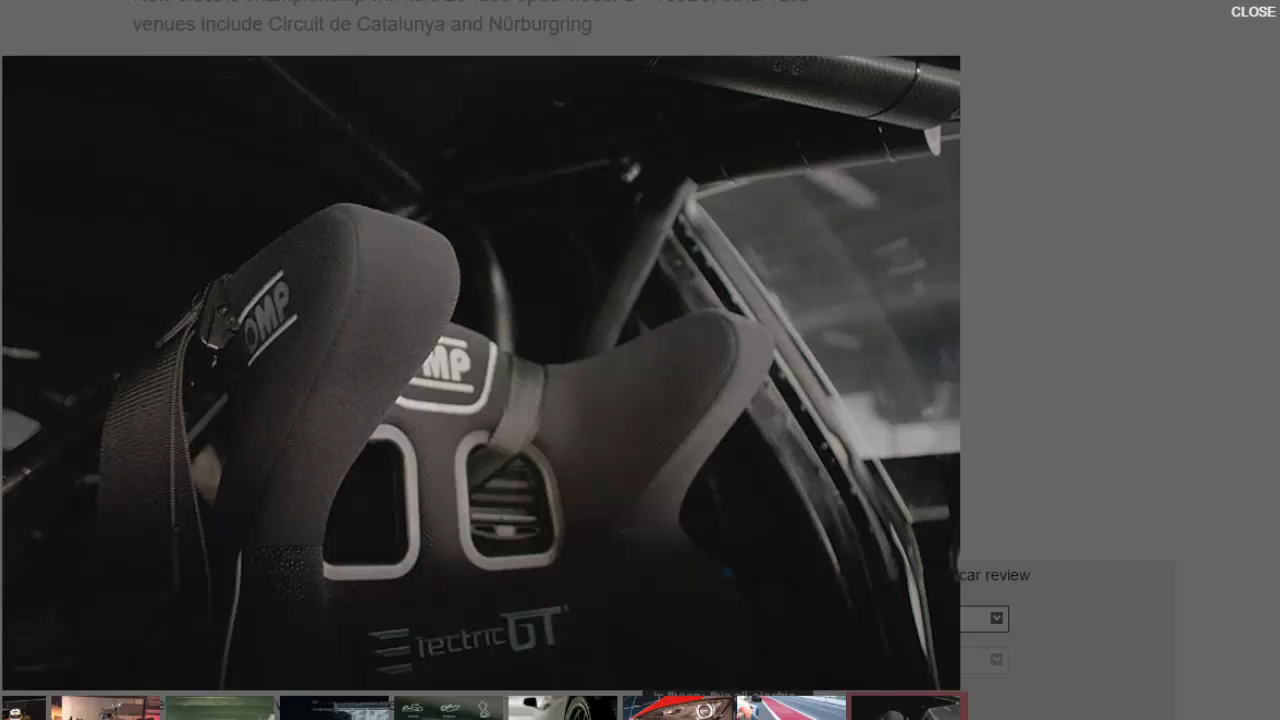 venues include Circuit de Catalunya and Nürburgring
CLOSE
OMP
OMP
ElectricGT
car review